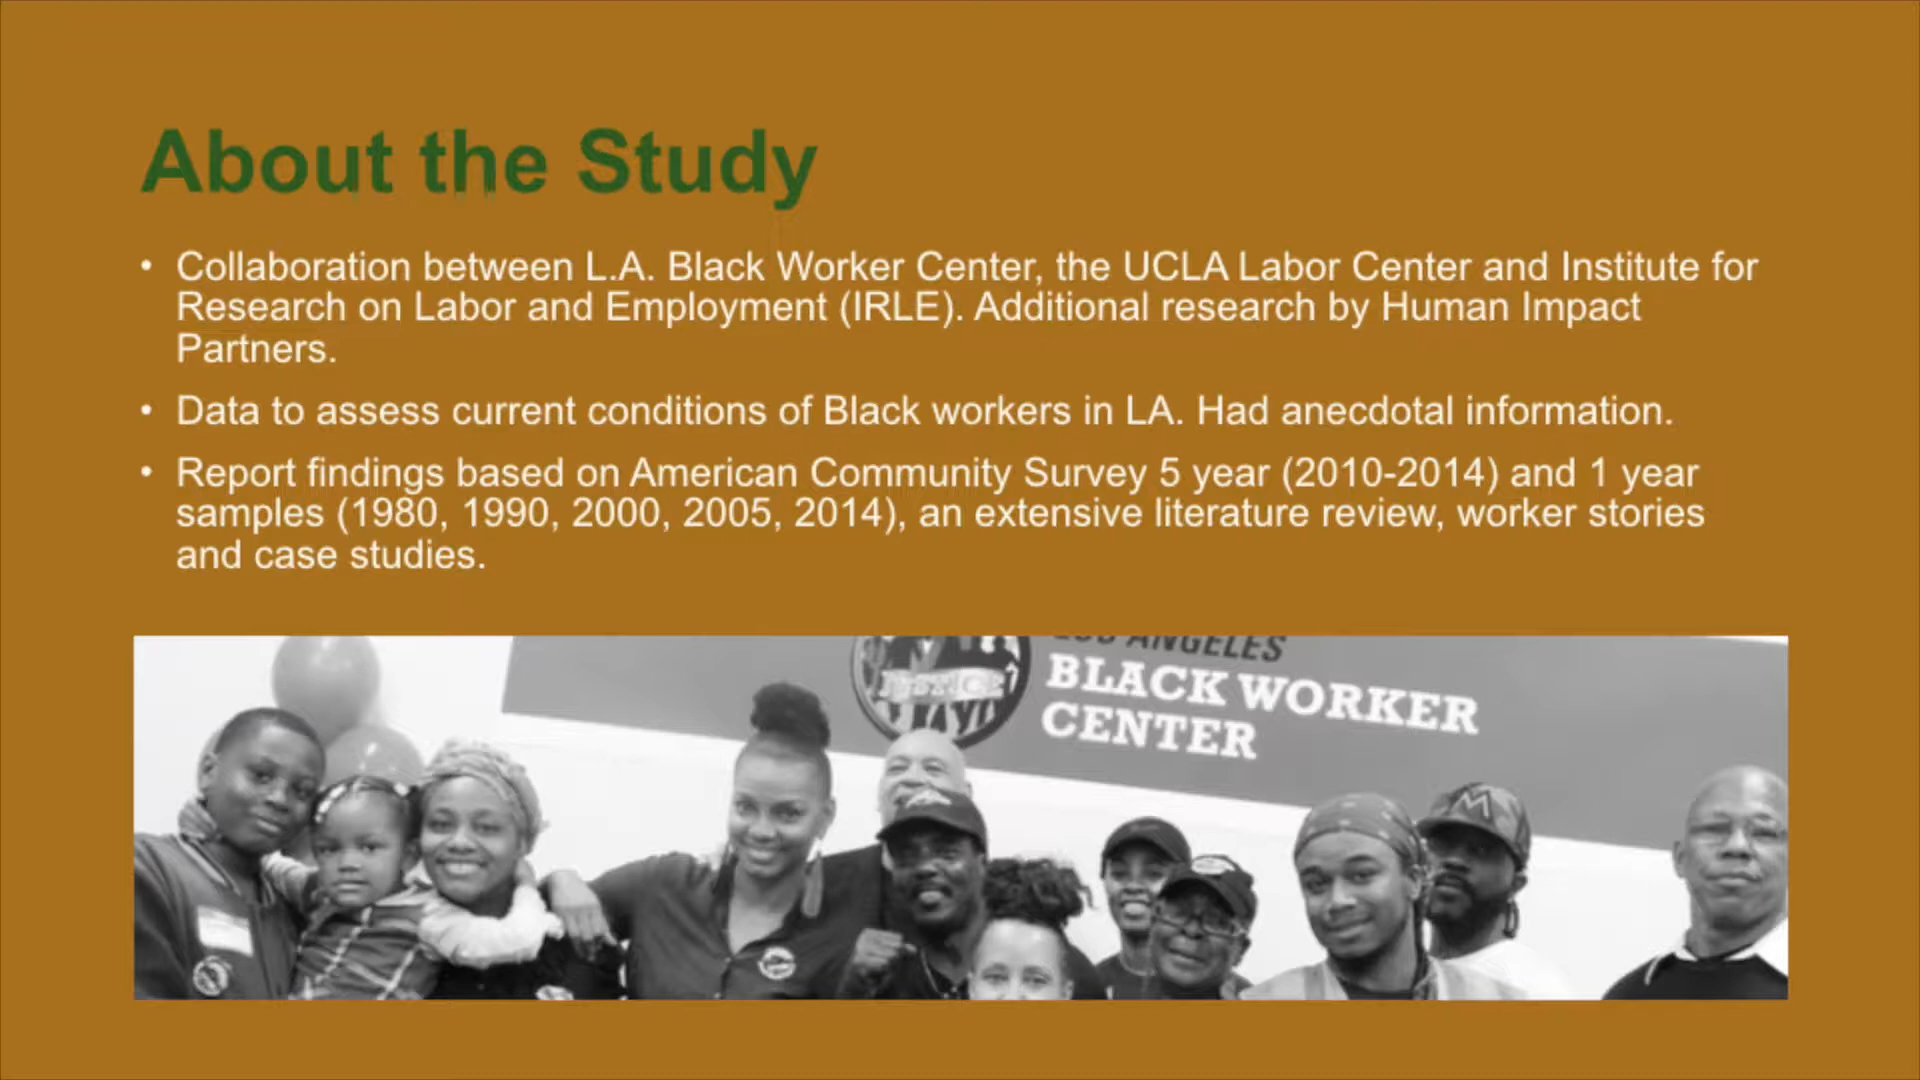 About the Study
• Collaboration between L.A. Black Worker Center, the UCLA Labor Center and Institute for
Research on Labor and Employment (IRLE). Additional research by Human Impact
Partners.
• Data to assess current conditions of Black workers in LA. Had anecdotal information.
• Report findings based on American Community Survey 5 year (2010-2014) and 1 year
samples (1980, 1990, 2000, 2005, 2014), an extensive literature review, worker stories
and case studies.
LOS ANGELES
JUSTICE
BLACK WORKER
CENTER